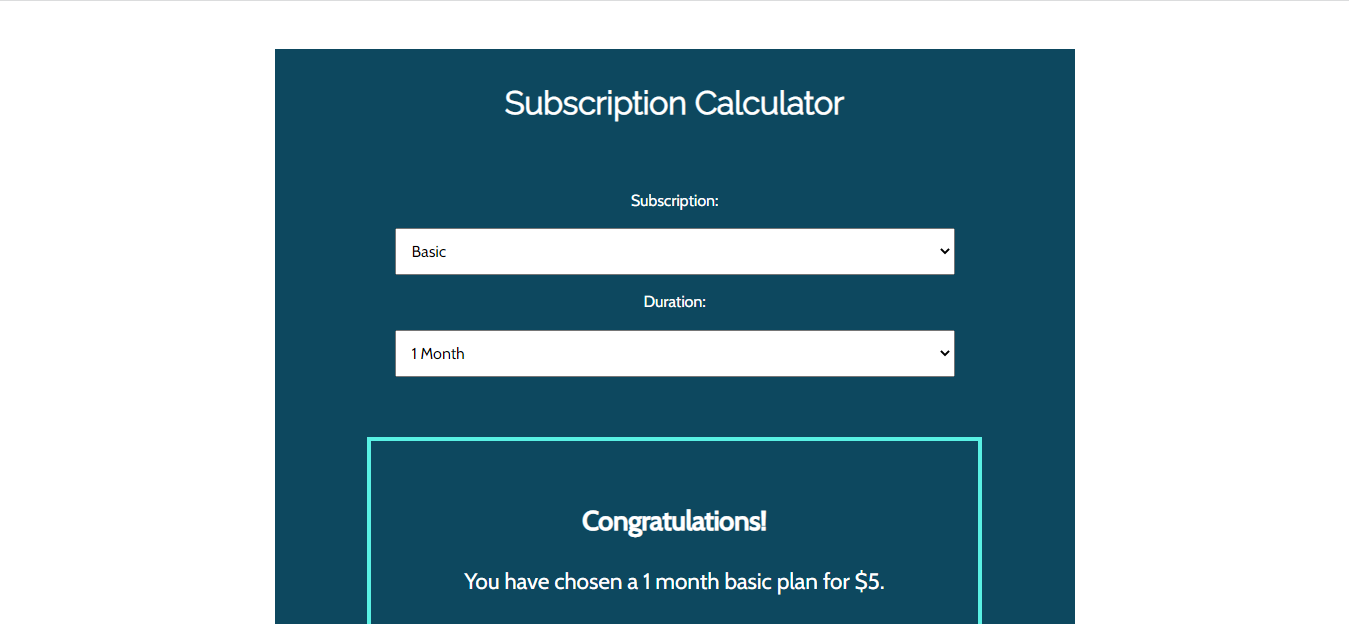 Subscription Calculator
Subscription:
Basic
Duration:
1 Month
Congratulations!
You have chosen a 1 month basic plan for $5.